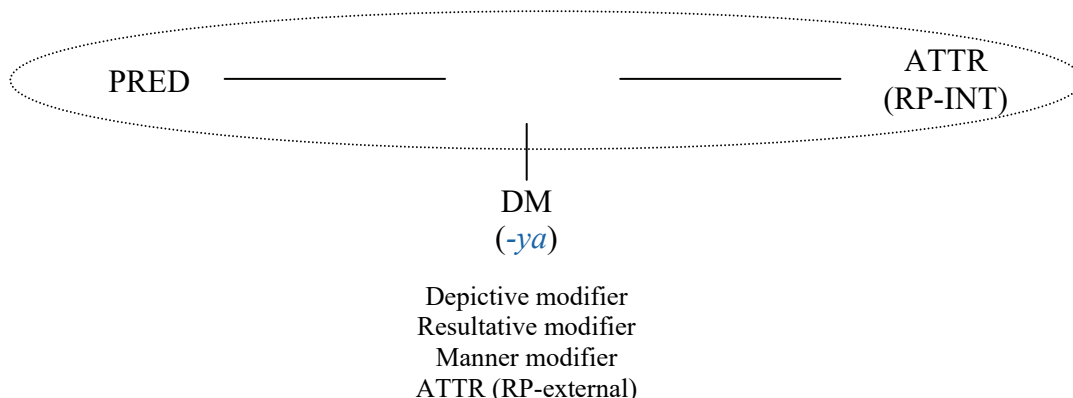 PRED
ATTR
(RP-INT)
DM
(-ya)
Depictive modifier
Resultative modifier
Manner modifier
ATTR (RP-external)